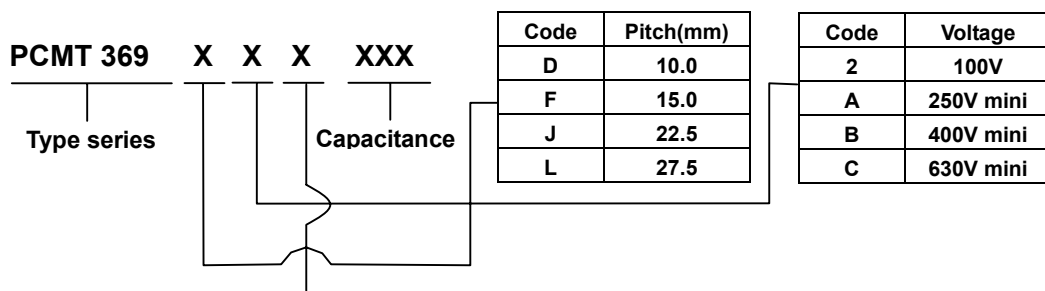 PCMT 369 X X X XXX
Type series
Capacitance
Code Pitch(mm)
D 10.0
F 15.0
J 22.5
L 27.5
Code Voltage
2 100V
A 250V mini
B 400V mini
C 630V mini